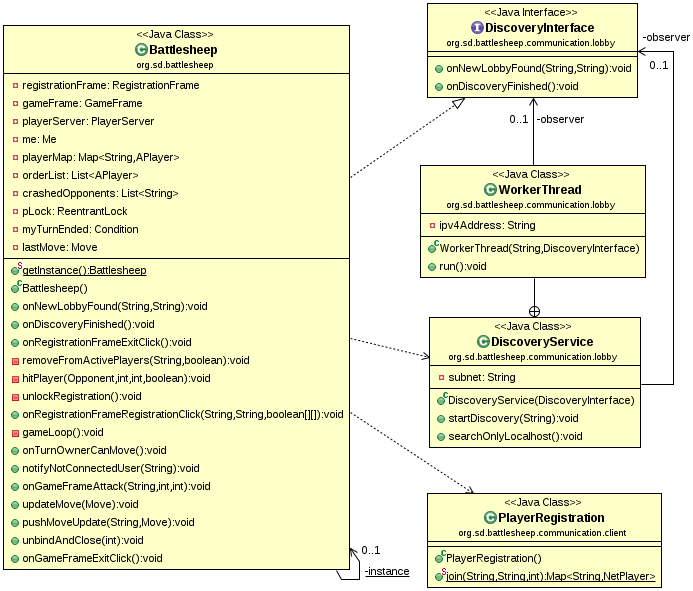 <<Java Class>>
Battlesheep
org.sd.battlesheep
registrationFrame: RegistrationFrame
gameFrame: GameFrame
playerServer: PlayerServer
me: Me
playerMap: Map<String,APlayer>
orderList: List<APlayer>
crashedOpponents: List<String>
pLock: ReentrantLock
myTurnEnded: Condition
lastMove: Move
getInstance():Battlesheep
Battlesheep()
onNewLobbyFound(String,String):void
onDiscoveryFinished():void
onRegistrationFrameExitClick():void
removeFromActivePlayers(String,boolean):void
hitPlayer(Opponent,int,int,boolean):void
unlockRegistration():void
onRegistrationFrameRegistrationClick(String,String,boolean[][]):void
gameLoop():void
onTurnOwnerCanMove():void
notifyNotConnectedUser(String):void
onGameFrameAttack(String,int,int):void
updateMove(Move):void
pushMoveUpdate(String,Move):void
unbindAndClose(int):void
onGameFrameExitClick():void
0..1
-instance
<<Java Interface>>
DiscoveryInterface
org.sd.battlesheep.communication.lobby
onNewLobbyFound(String,String):void
onDiscoveryFinished():void
-observer
0..1
0..1 -observer
<<Java Class>>
WorkerThread
org.sd.battlesheep.communication.lobby
ipv4Address: String
WorkerThread(String,DiscoveryInterface)
run():void
<<Java Class>>
DiscoveryService
org.sd.battlesheep.communication.lobby
subnet: String
DiscoveryService(DiscoveryInterface)
startDiscovery(String):void
searchOnlyLocalhost():void
<<Java Class>>
PlayerRegistration
org.sd.battlesheep.communication.client
PlayerRegistration()
join(String,String,int):Map<String,NetPlayer>